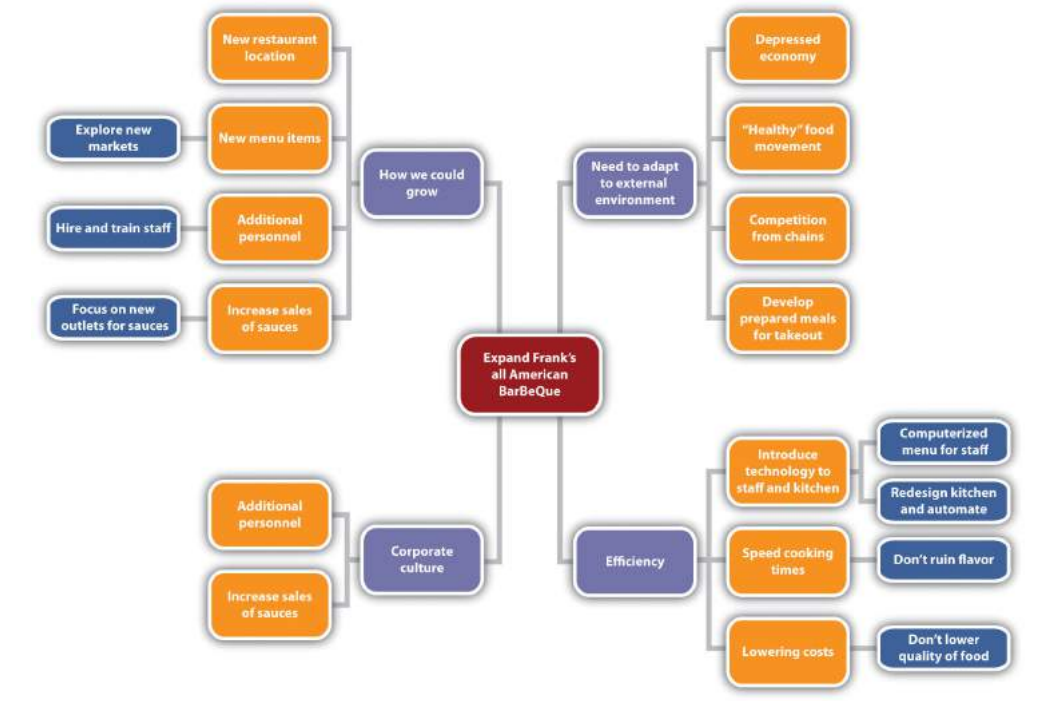 New restaurant
location
Explore new
markets
New menu items
Hire and train staff
Additional
personnel
Focus on new
outlets for sauces
Increase sales
of sauces
How we could
grow
Need to adapt
to external
environment
Depressed
economy
"Healthy" food
movement
Competition
from chains
Develop
prepared meals
for takeout
Expand Frank's
all American
BarBeQue
Additional
personnel
Increase sales
of sauces
Corporate
culture
Efficiency
Introduce
technology to
staff and kitchen
Computerized
menu for staff
Redesign kitchen
and automate
Speed cooking
times
Don't ruin flavor
Lowering costs
Don't lower
quality of food